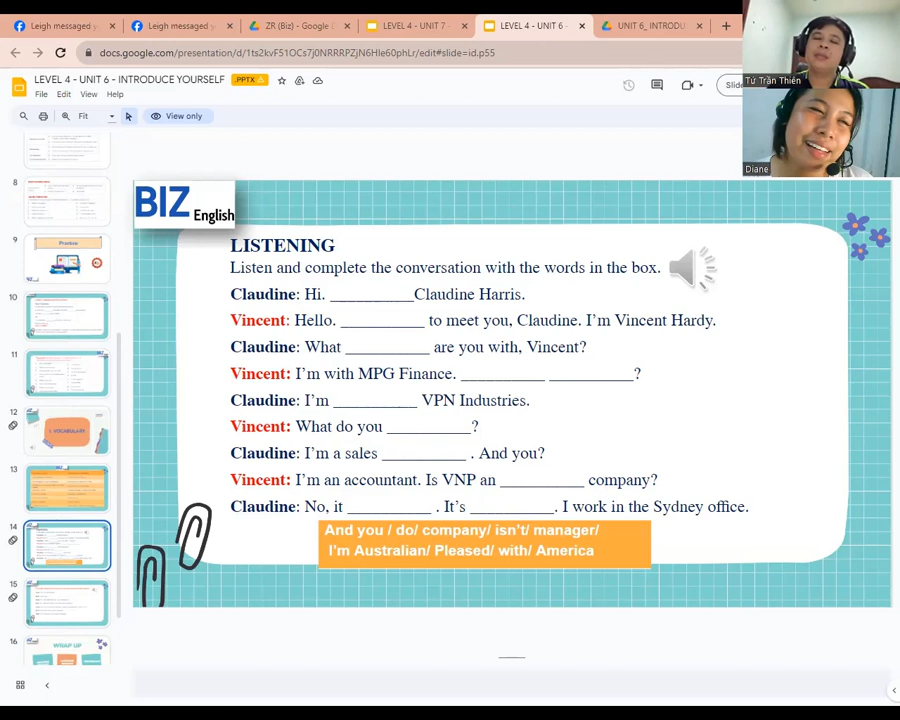 Leigh messaged y
Leigh messaged y
ZR (Biz) - Google D
LEVEL 4 - UNIT 7 -
LEVEL 4 - UNIT 6 -
UNIT 6_ INTRODU
docs.google.com/presentation/d/1ts2kvF51OCs7j0NRRRPZjN6HIe60phLr/edit#slide=id.p55
LEVEL 4 - UNIT 6 - INTRODUCE YOURSELF
.PPTX
File Edit View Help
Slide
Fit
View only
Tứ Trần Thiên
Diane
8
9
Practice
10
11
12
I. VOCABULARY
13
14
15
16
WRAP UP
BIZ
English
LISTENING
Listen and complete the conversation with the words in the box.
Claudine: Hi. __________Claudine Harris.
Vincent: Hello. __________ to meet you, Claudine. I’m Vincent Hardy.
Claudine: What __________ are you with, Vincent?
Vincent: I’m with MPG Finance. __________ __________?
Claudine: I’m __________ VPN Industries.
Vincent: What do you __________?
Claudine: I’m a sales __________ . And you?
Vincent: I’m an accountant. Is VNP an __________ company?
Claudine: No, it __________ . It’s __________. I work in the Sydney office.
And you / do/ company/ isn’t/ manager/
I’m Australian/ Pleased/ with/ America